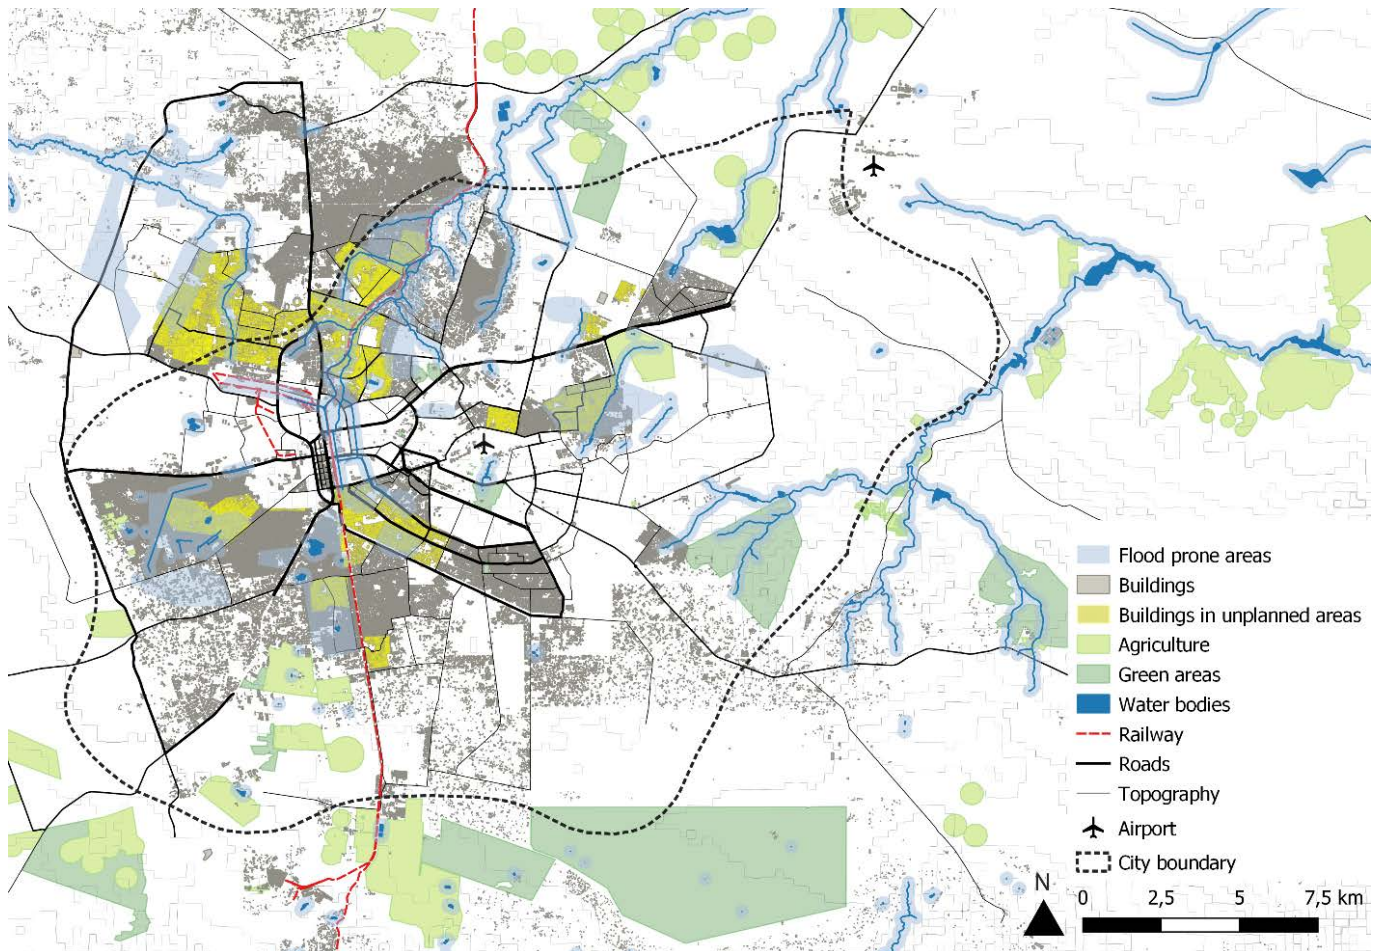 Flood prone areas
Buildings
Buildings in unplanned areas
Agriculture
Green areas
Water bodies
Railway
Roads
Topography
Airport
City boundary
N
0 2,5 5 7,5 km